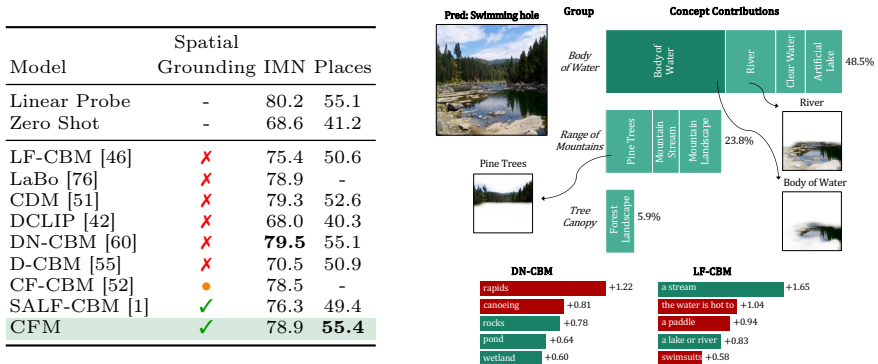 Spatial
Model Grounding IMN Places
Linear Probe - 80.2 55.1
Zero Shot - 68.6 41.2
LF-CBM [46] ✗ 75.4 50.6
LaBo [76] ✗ 78.9 -
CDM [51] ✗ 79.3 52.6
DCLIP [42] ✗ 68.0 40.3
DN-CBM [60] ✗ 79.5 55.1
D-CBM [55] ✗ 70.5 50.9
CF-CBM [52] ● 78.5 -
SALF-CBM [1] ✓ 76.3 49.4
CFM ✓ 78.9 55.4
Pred: Swimming hole
Group
Concept Contributions
Body
of Water
Body of
Water
River
Clear Water
Artificial
Lake
48.5%
River
Range of
Mountains
Pine Trees
Mountain
Stream
Mountain
Landscape
23.8%
Pine Trees
Body of Water
Tree
Canopy
Forest
Landscape
5.9%
DN-CBM
rapids +1.22
canoeing +0.81
rocks +0.78
pond +0.64
wetland +0.60
LF-CBM
a stream +1.65
the water is hot to +1.04
a paddle +0.94
a lake or river +0.83
swimsuits +0.58